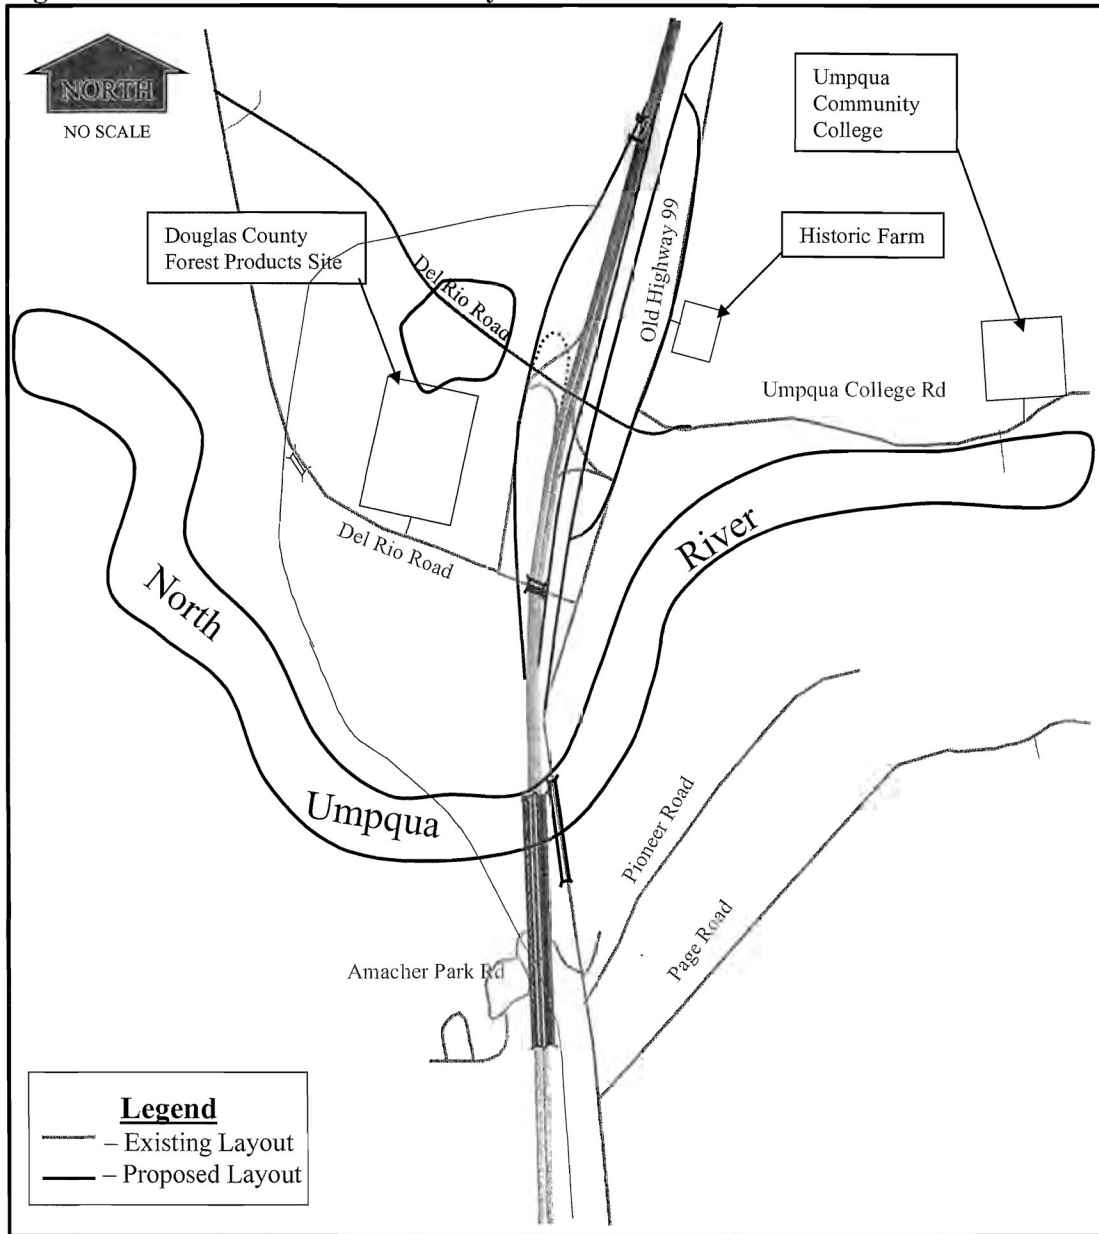 NORTH
NO SCALE
Umpqua
Community
College
Douglas County
Forest Products Site
Historic Farm
Del Rio Road
Old Highway 99
Umpqua College Rd
Del Rio Road
River
North
Umpqua
Pioneer Road
Page Road
Amacher Park Rd
Legend
– Existing Layout
– Proposed Layout